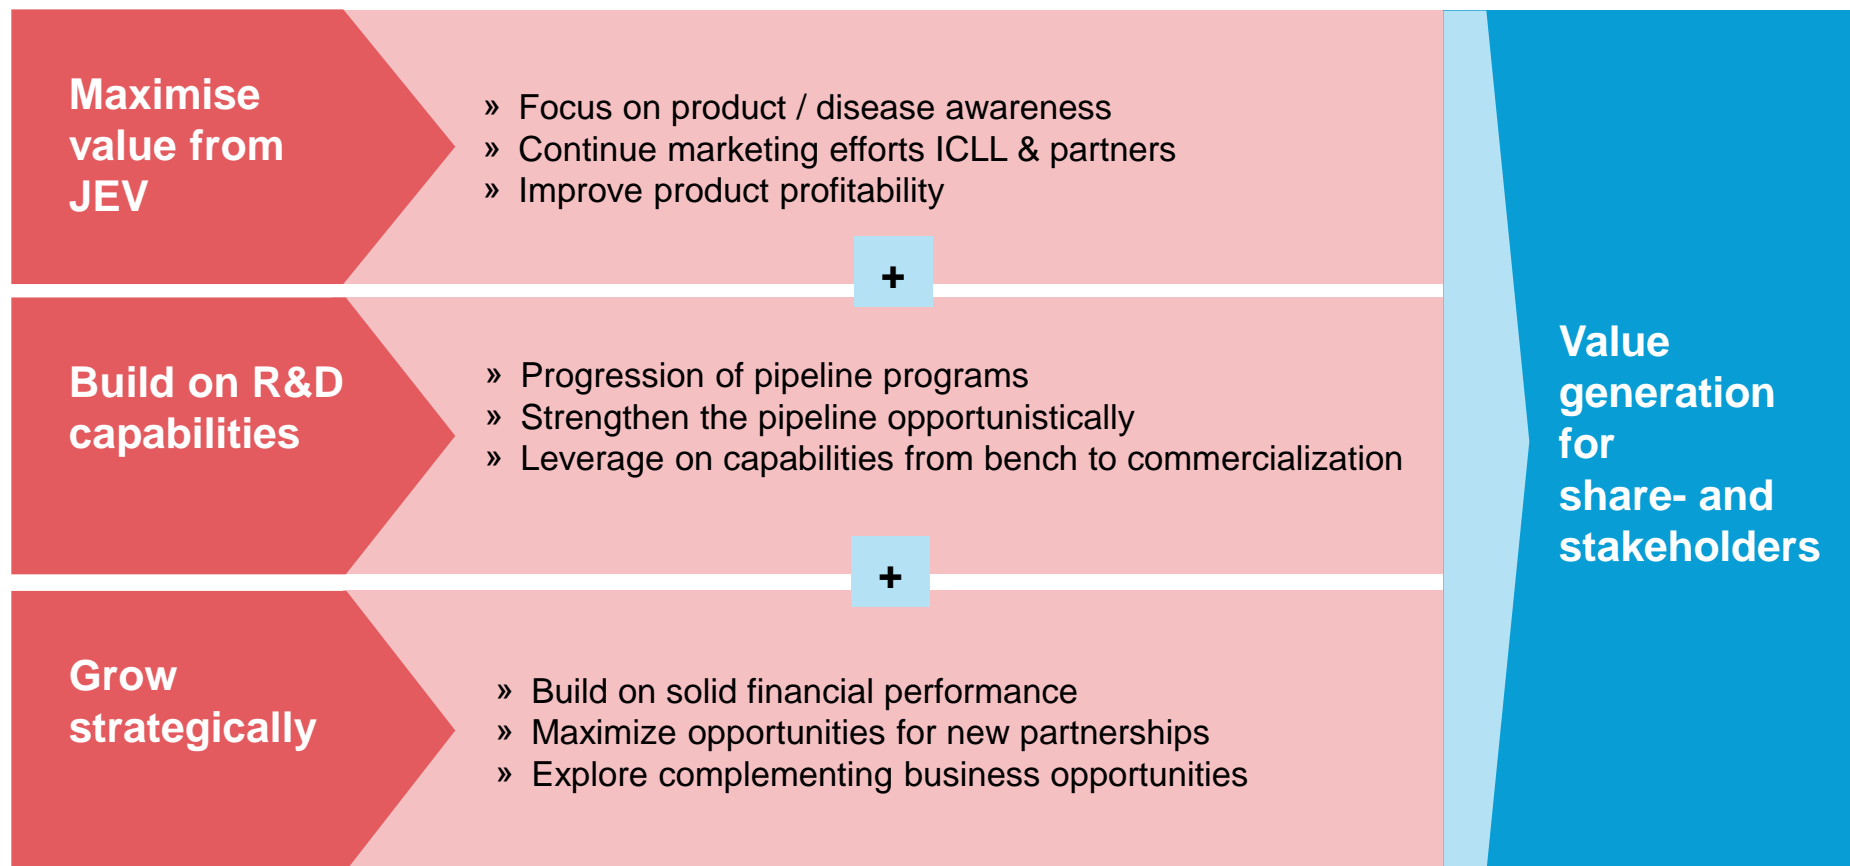 Maximise
value from
JEV
» Focus on product / disease awareness
» Continue marketing efforts ICLL & partners
» Improve product profitability
+
Build on R&D
capabilities
» Progression of pipeline programs
» Strengthen the pipeline opportunistically
» Leverage on capabilities from bench to commercialization
+
Grow
strategically
» Build on solid financial performance
» Maximize opportunities for new partnerships
» Explore complementing business opportunities
Value
generation
for
share- and
stakeholders